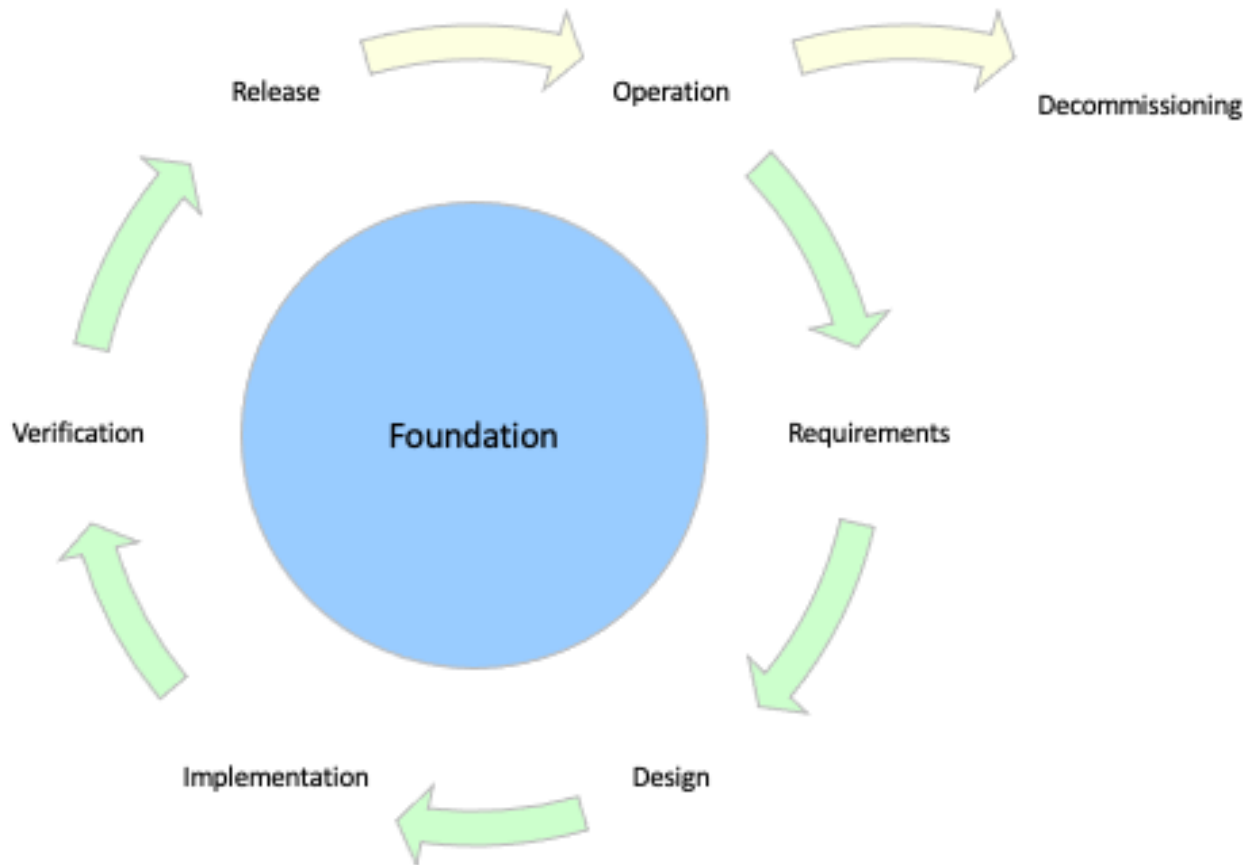 Release
Operation
Decommissioning
Verification
Foundation
Requirements
Implementation
Design